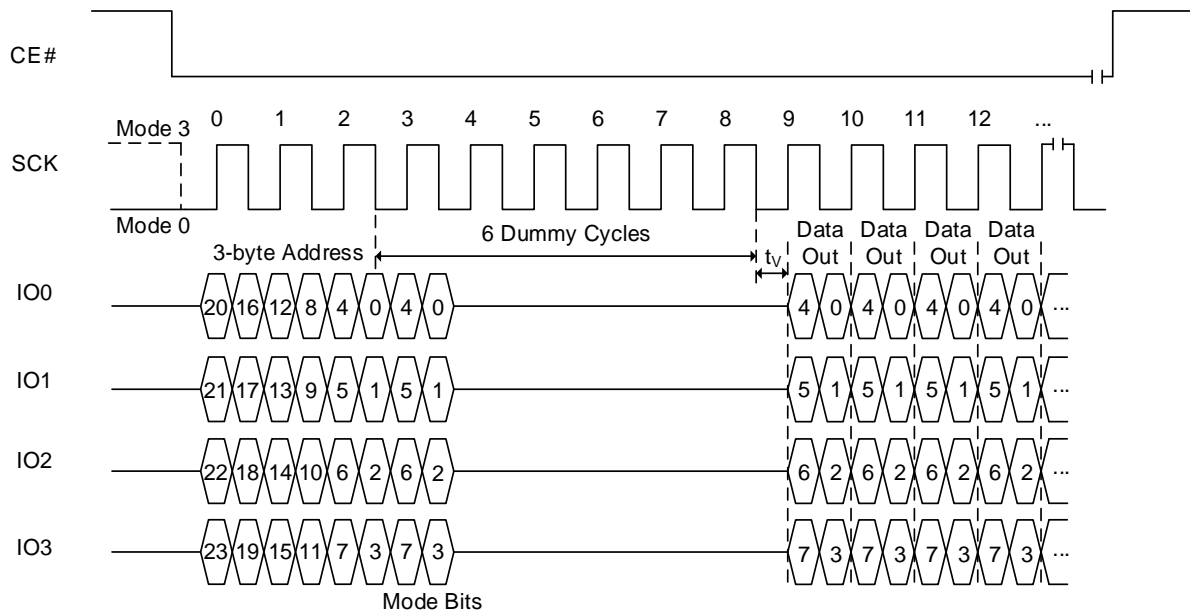 CE#
Mode 3 0 1 2 3 4 5 6 7 8 9 10 11 12 ...
SCK
Mode 0
3-byte Address 6 Dummy Cycles tV Data Out Data Out Data Out Data Out
IO0 20 16 12 8 4 0 4 0 4 0 4 0 4 0 4 0 ...
IO1 21 17 13 9 5 1 5 1 5 1 5 1 5 1 5 1 ...
IO2 22 18 14 10 6 2 6 2 6 2 6 2 6 2 6 2 ...
IO3 23 19 15 11 7 3 7 3 7 3 7 3 7 3 7 3 ...
Mode Bits